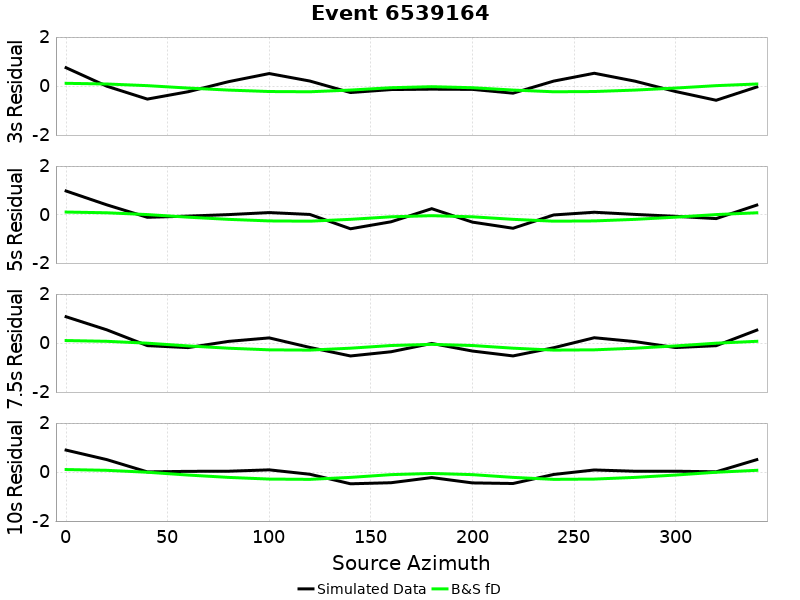 Event 6539164
3s Residual
2
0
-2
5s Residual
2
0
-2
7.5s Residual
2
0
-2
10s Residual
2
0
-2
0 50 100 150 200 250 300
Source Azimuth
Simulated Data B&S fD